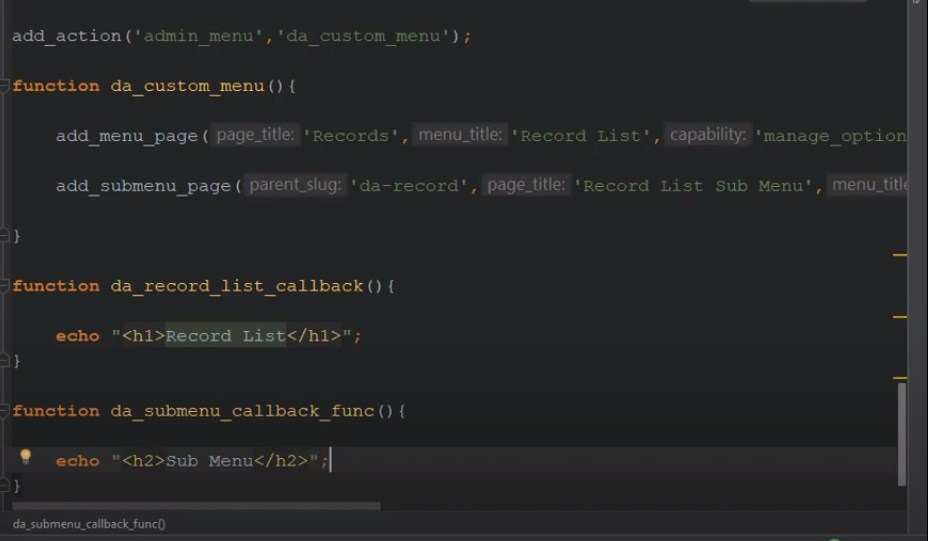 add_action('admin_menu','da_custom_menu');
function da_custom_menu(){
add_menu_page( page_title: 'Records', menu_title: 'Record List', capability: 'manage_option
add_submenu_page( parent_slug: 'da-record', page_title: 'Record List Sub Menu', menu_title
}
function da_record_list_callback(){
echo "<h1>Record List</h1>";
}
function da_submenu_callback_func(){
echo "<h2>Sub Menu</h2>";
}
da_submenu_callback_func()